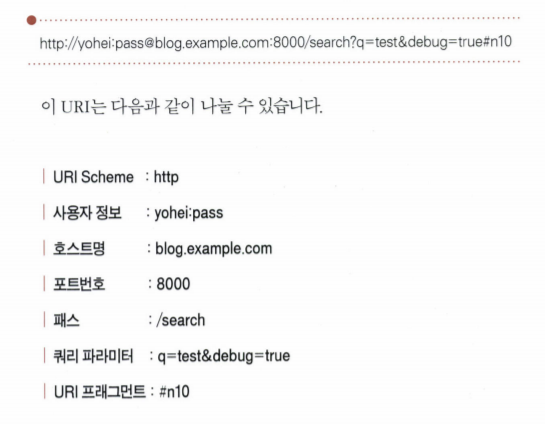 http://yohei:pass@blog.example.com:8000/search?q=test&debug=true#n10
이 URI는 다음과 같이 나눌 수 있습니다.
| URI Scheme : http
| 사용자 정보 : yohei:pass
| 호스트명 : blog.example.com
| 포트번호 : 8000
| 패스 : /search
| 쿼리 파라미터 : q=test&debug=true
| URI 프래그먼트 : #n10